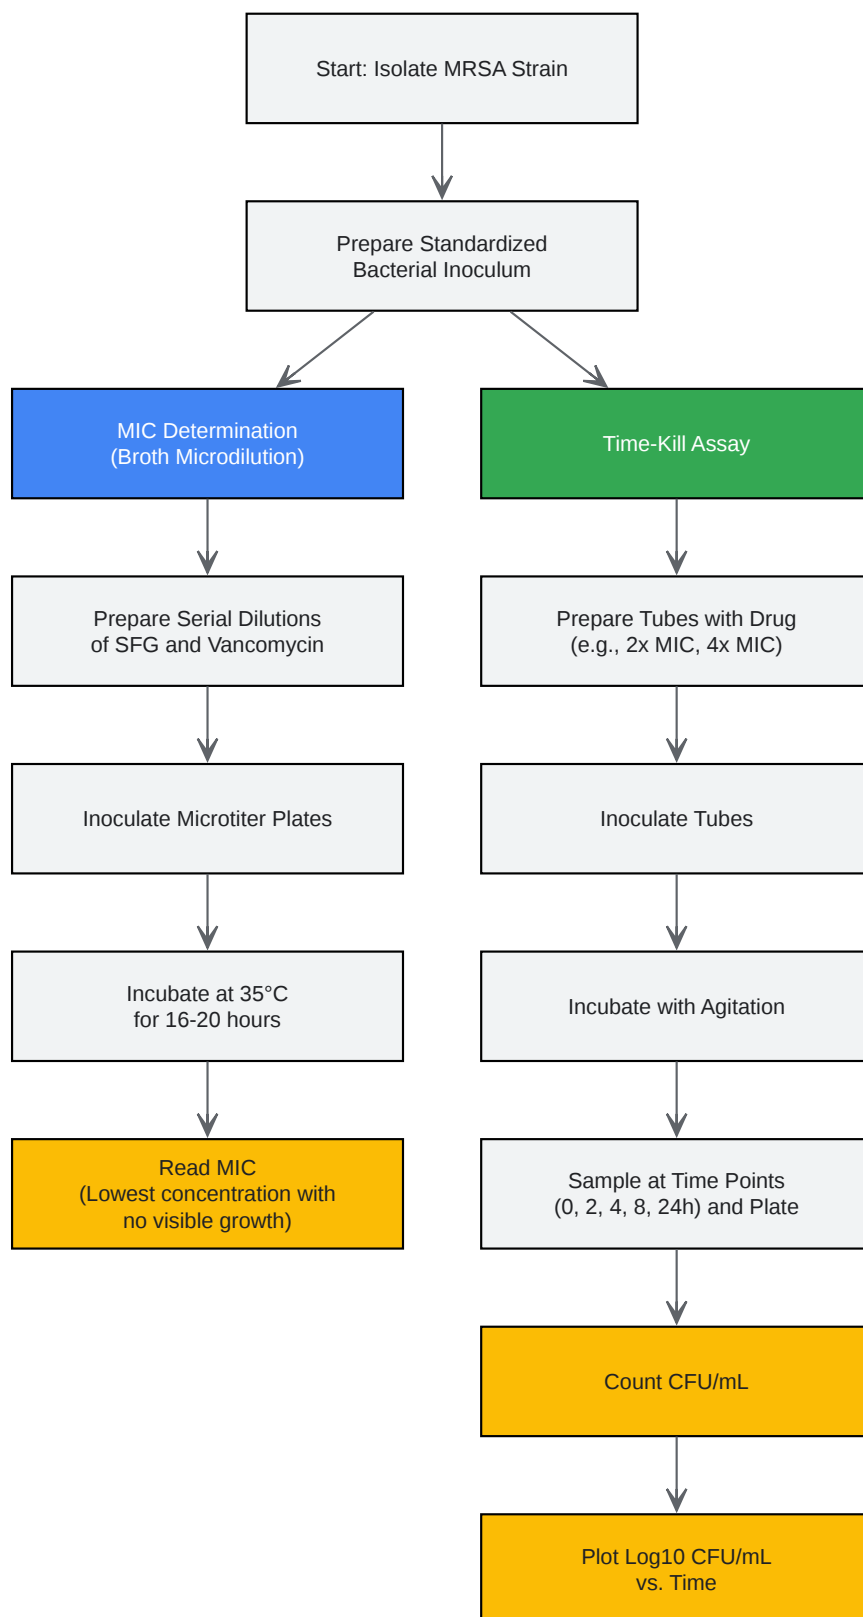 Start: Isolate MRSA Strain
Prepare Standardized
Bacterial Inoculum
MIC Determination
(Broth Microdilution)
Time-Kill Assay
Prepare Serial Dilutions
of SFG and Vancomycin
Prepare Tubes with Drug
(e.g., 2x MIC, 4x MIC)
Inoculate Microtiter Plates
Inoculate Tubes
Incubate at 35°C
for 16-20 hours
Incubate with Agitation
Read MIC
(Lowest concentration with
no visible growth)
Sample at Time Points
(0, 2, 4, 8, 24h) and Plate
Count CFU/mL
Plot Log10 CFU/mL
vs. Time